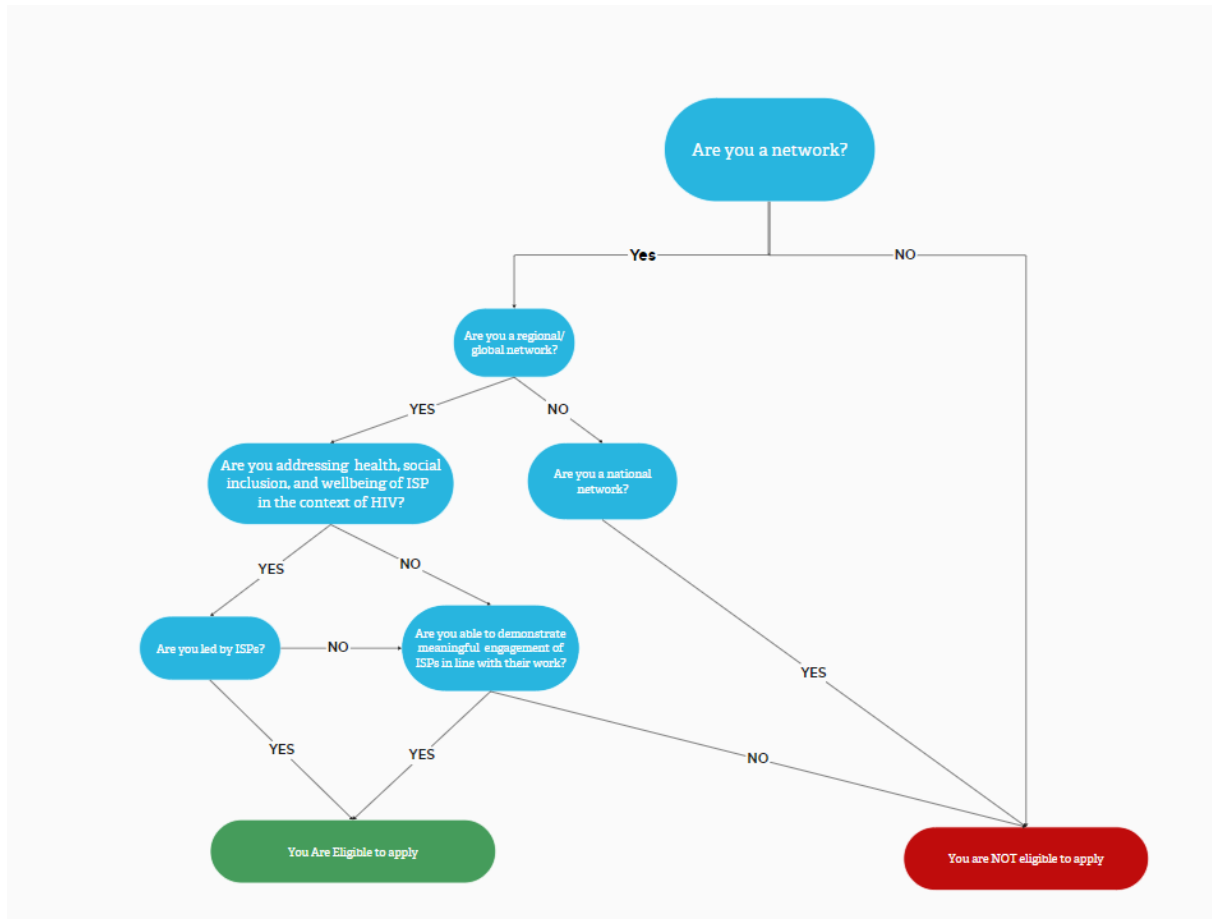 Are you a network?
Yes
NO
Are you a regional/
global network?
YES
NO
Are you addressing health, social
inclusion, and wellbeing of ISP
in the context of HIV?
Are you a national
network?
YES
NO
Are you led by ISPs?
NO
Are you able to demonstrate
meaningful engagement of
ISPs in line with their work?
YES
YES
YES
NO
You Are Eligible to apply
You are NOT eligible to apply